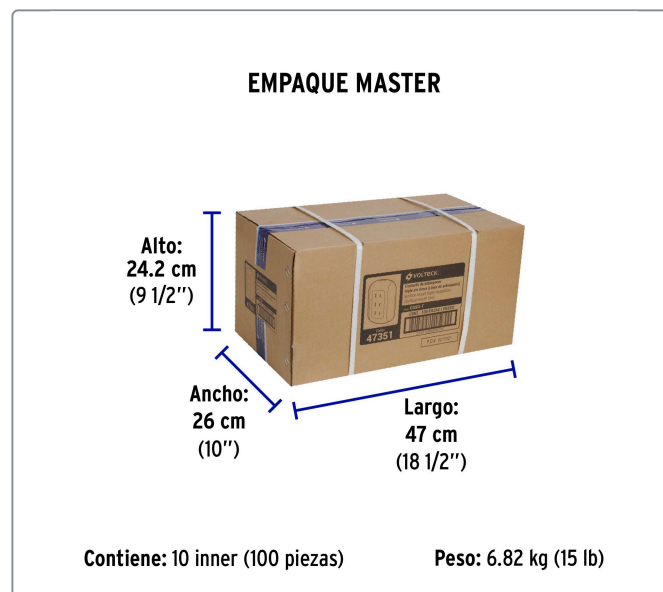 EMPAQUE MASTER
Alto:
24.2 cm
(9 1/2”)
VOLTECK
47351
Ancho:
26 cm
(10”)
Largo:
47 cm
(18 1/2”)
Contiene: 10 inner (100 piezas)
Peso: 6.82 kg (15 lb)